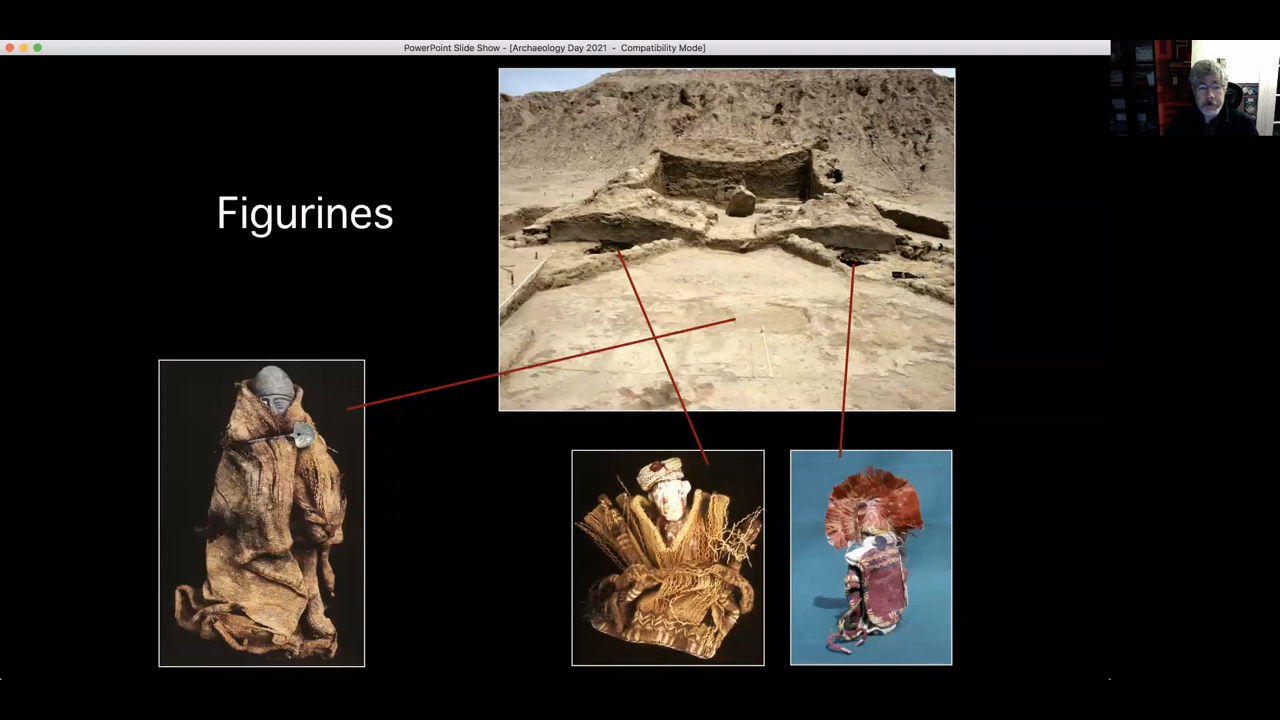 PowerPoint Slide Show - [Archaeology Day 2021 - Compatibility Mode]
Figurines